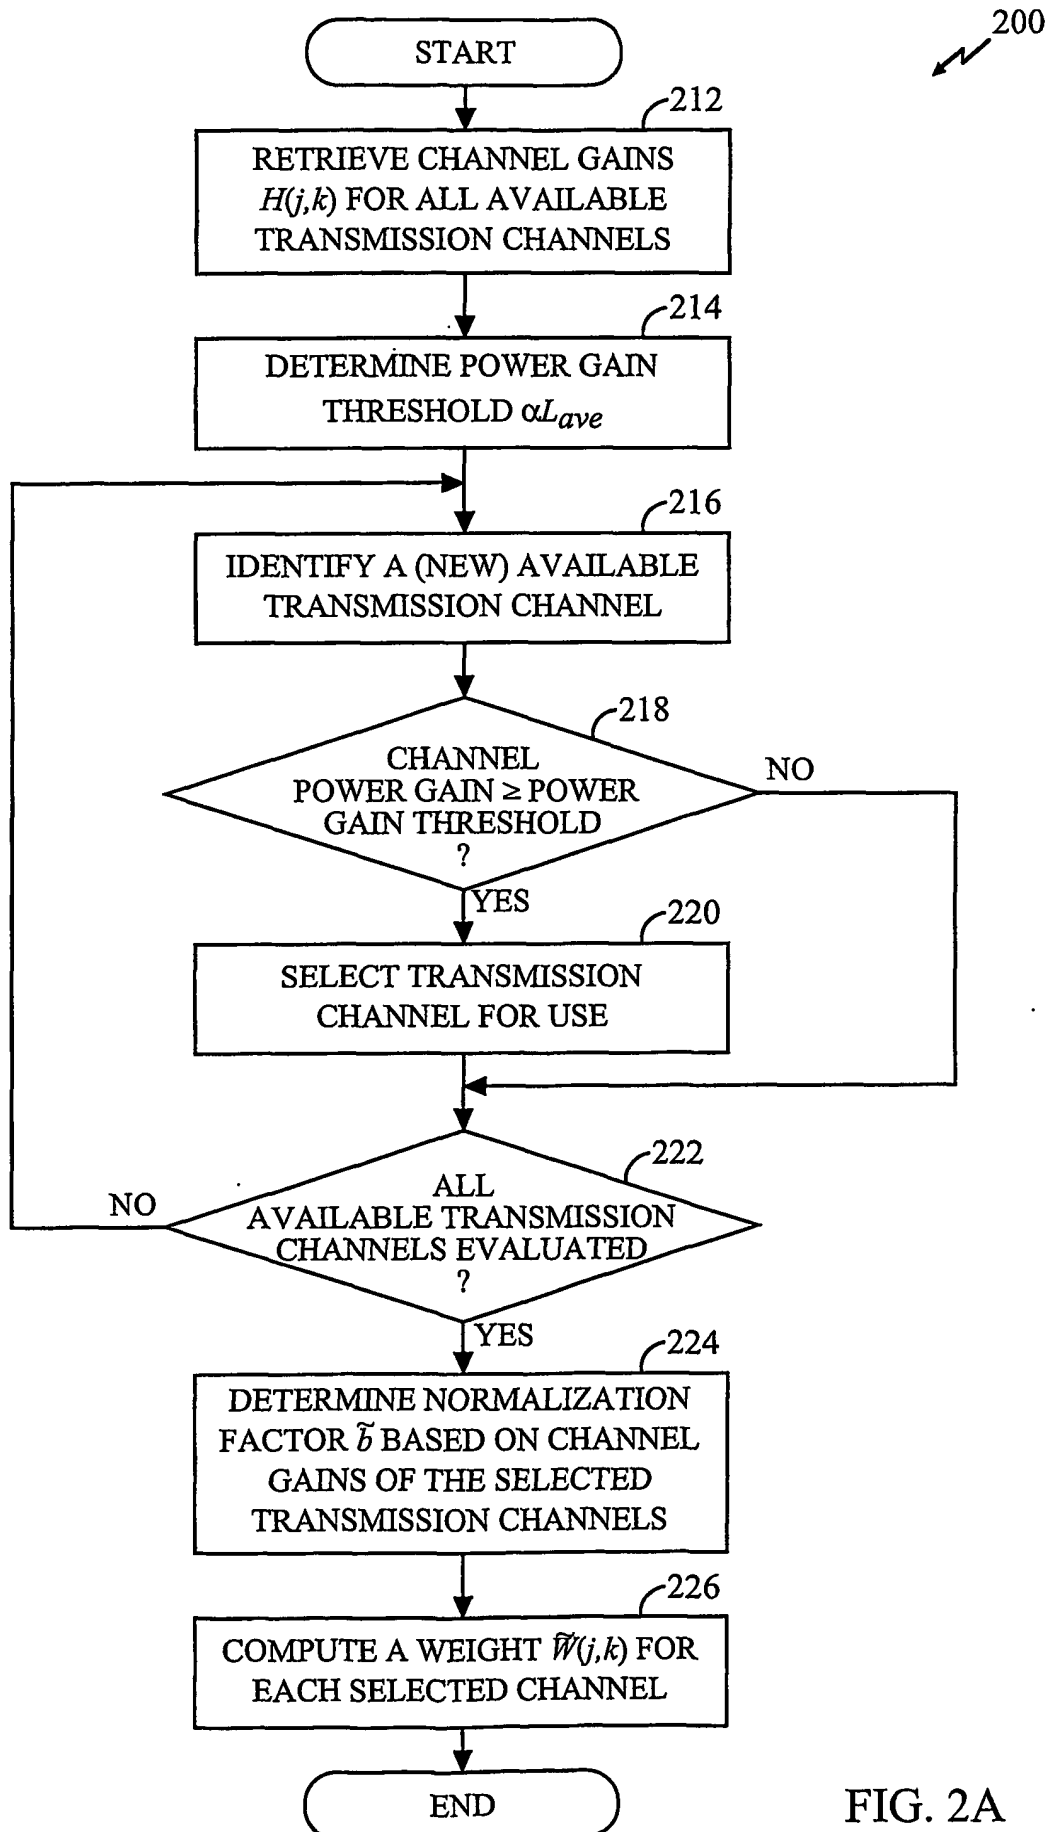 200
START
212
RETRIEVE CHANNEL GAINS
H(j,k) FOR ALL AVAILABLE
TRANSMISSION CHANNELS
214
DETERMINE POWER GAIN
THRESHOLD αL_ave
216
IDENTIFY A (NEW) AVAILABLE
TRANSMISSION CHANNEL
218
CHANNEL
POWER GAIN ≥ POWER
GAIN THRESHOLD
?
NO
YES
220
SELECT TRANSMISSION
CHANNEL FOR USE
222
ALL
AVAILABLE TRANSMISSION
CHANNELS EVALUATED
?
NO
YES
224
DETERMINE NORMALIZATION
FACTOR b̃ BASED ON CHANNEL
GAINS OF THE SELECTED
TRANSMISSION CHANNELS
226
COMPUTE A WEIGHT W̃(j,k) FOR
EACH SELECTED CHANNEL
END
FIG. 2A